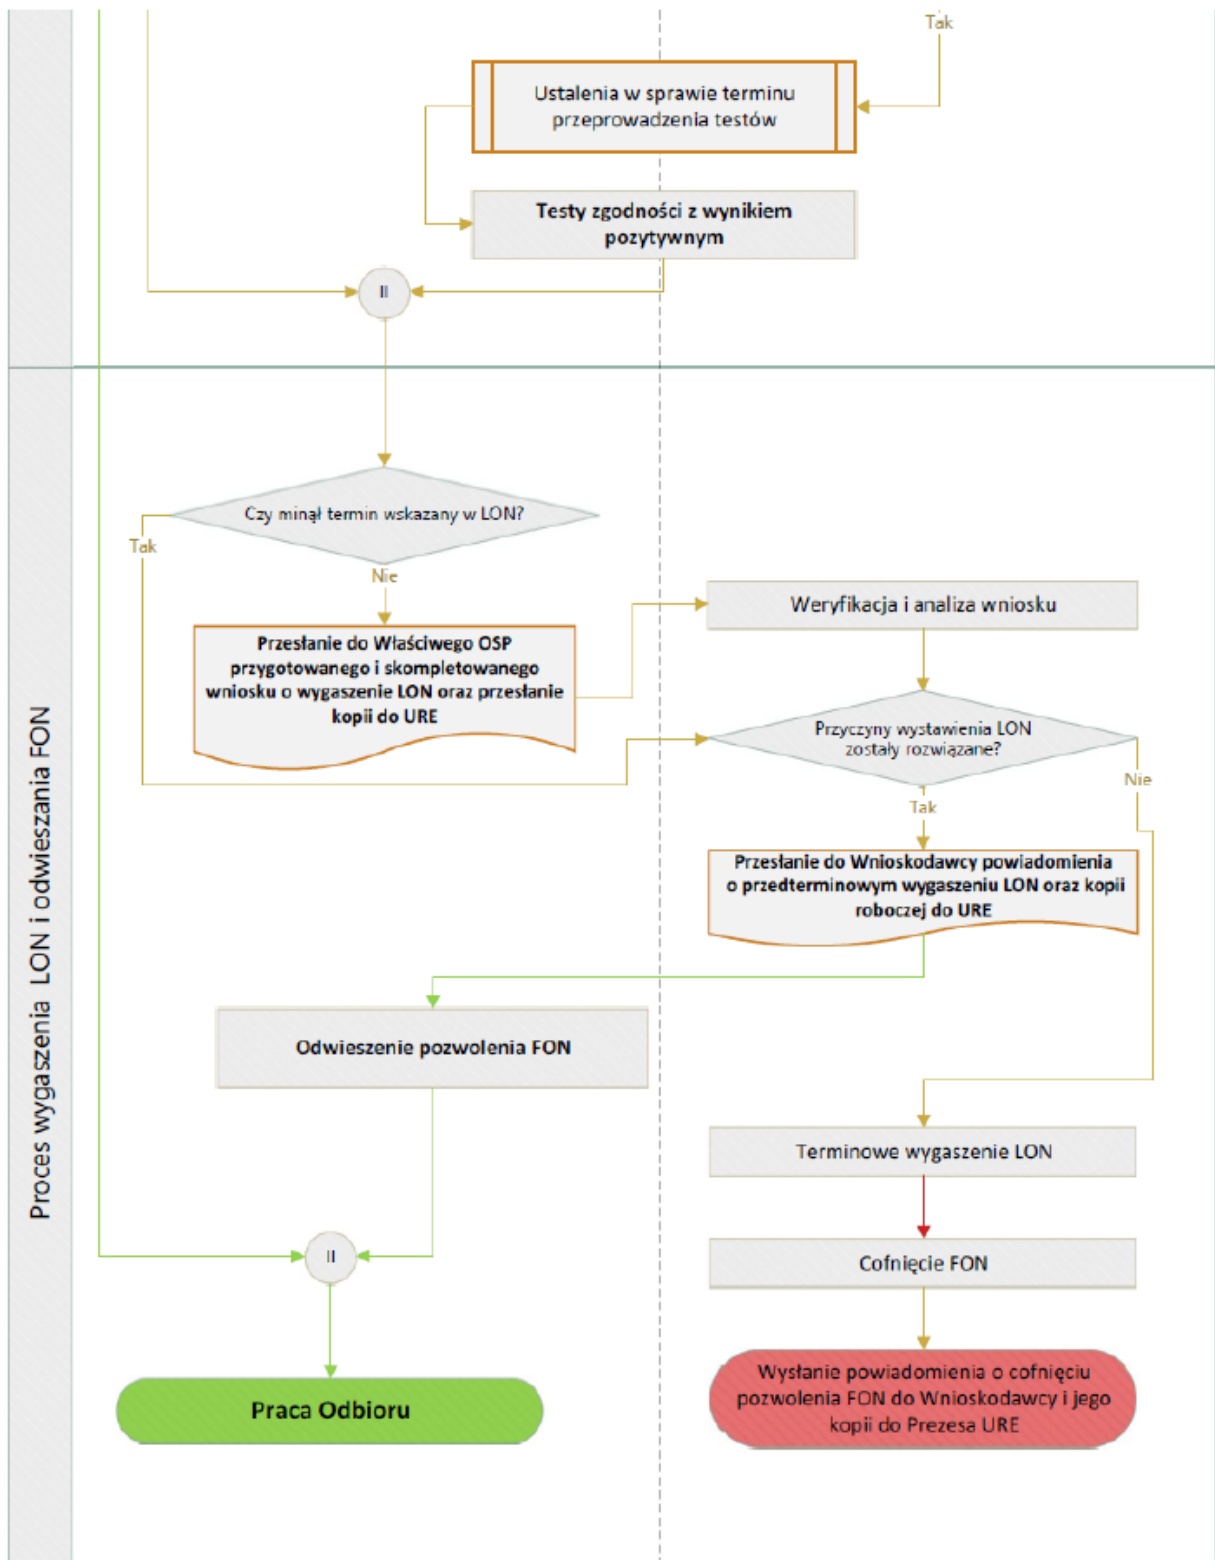 Tak
Ustalenia w sprawie terminu
przeprowadzenia testów
Testy zgodności z wynikiem
pozytywnym
II
Proces wygaszenia LON i odwieszania FON
Czy minął termin wskazany w LON?
Tak
Nie
Przesłanie do Właściwego OSP
przygotowanego i skompletowanego
wniosku o wygaszenie LON oraz przesłanie
kopii do URE
Weryfikacja i analiza wniosku
Przyczyny wystawienia LON
zostały rozwiązane?
Nie
Tak
Przesłanie do Wnioskodawcy powiadomienia
o przedterminowym wygaszeniu LON oraz kopii
roboczej do URE
Odwieszenie pozwolenia FON
Terminowe wygaszenie LON
II
Cofnięcie FON
Praca Odbioru
Wysłanie powiadomienia o cofnięciu
pozwolenia FON do Wnioskodawcy i jego
kopii do Prezesa URE